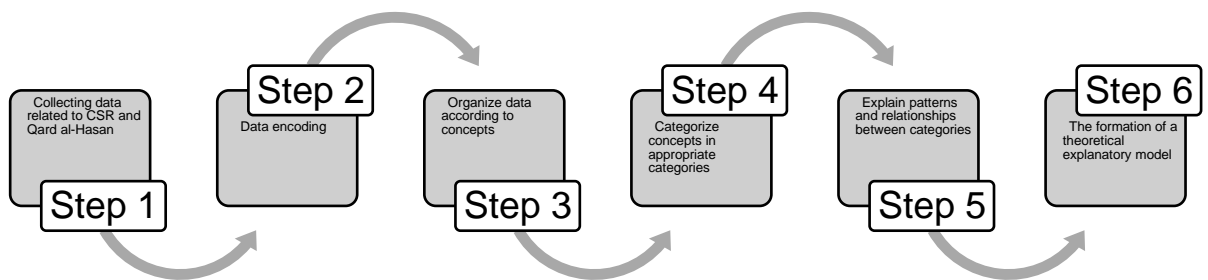 Collecting data
related to CSR and
Qard al-Hasan
Step 1
Step 2
Data encoding
Organize data
according to
concepts
Step 3
Step 4
Categorize
concepts in
appropriate
categories
Explain patterns
and relationships
between categories
Step 5
Step 6
The formation of a
theoretical
explanatory model